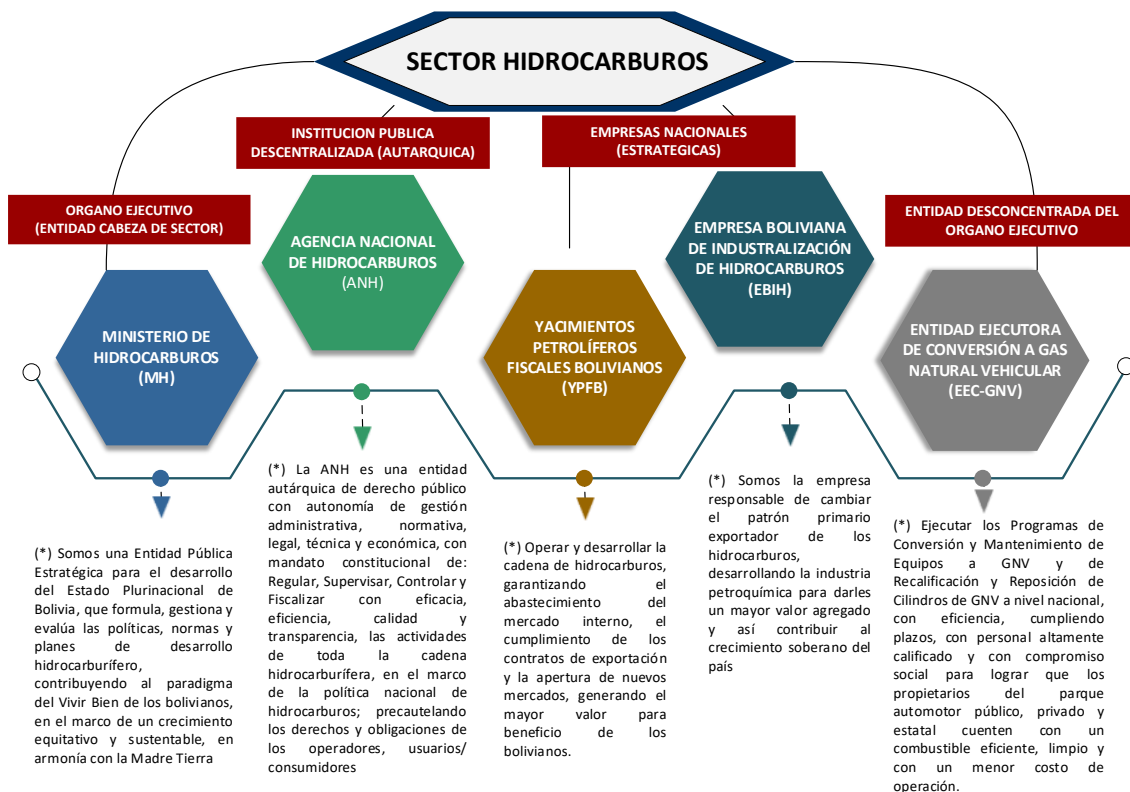 SECTOR HIDROCARBUROS
INSTITUCION PUBLICA
DESCENTRALIZADA (AUTARQUICA)
EMPRESAS NACIONALES
(ESTRATEGICAS)
ORGANO EJECUTIVO
(ENTIDAD CABEZA DE SECTOR)
ENTIDAD DESCONCENTRADA DEL
ORGANO EJECUTIVO
MINISTERIO DE
HIDROCARBUROS
(MH)
AGENCIA NACIONAL
DE HIDROCARBUROS
(ANH)
YACIMIENTOS
PETROLÍFEROS
FISCALES BOLIVIANOS
(YPFB)
EMPRESA BOLIVIANA
DE INDUSTRALIZACIÓN
DE HIDROCARBUROS
(EBIH)
ENTIDAD EJECUTORA
DE CONVERSIÓN A GAS
NATURAL VEHICULAR
(EEC-GNV)
(*) Somos una Entidad Pública
Estratégica para el desarrollo
del Estado Plurinacional de
Bolivia, que formula, gestiona y
evalúa las políticas, normas y
planes de desarrollo
hidrocarburífero,
contribuyendo al paradigma
del Vivir Bien de los bolivianos,
en el marco de un crecimiento
equitativo y sustentable, en
armonía con la Madre Tierra
(*) La ANH es una entidad
autárquica de derecho público
con autonomía de gestión
administrativa, normativa,
legal, técnica y económica, con
mandato constitucional de:
Regular, Supervisar, Controlar y
Fiscalizar con eficacia,
eficiencia, calidad y
transparencia, las actividades
de toda la cadena
hidrocarburífera, en el marco
de la política nacional de
hidrocarburos; precautelando
los derechos y obligaciones de
los operadores, usuarios/
consumidores
(*) Operar y desarrollar la
cadena de hidrocarburos,
garantizando el
abastecimiento del
mercado interno, el
cumplimiento de los
contratos de exportación
y la apertura de nuevos
mercados, generando el
mayor valor para
beneficio de los
bolivianos.
(*) Somos la empresa
responsable de cambiar
el patrón primario
exportador de los
hidrocarburos,
desarrollando la industria
petroquímica para darles
un mayor valor agregado
y así contribuir al
crecimiento soberano del
país
(*) Ejecutar los Programas de
Conversión y Mantenimiento de
Equipos a GNV y de
Recalificación y Reposición de
Cilindros de GNV a nivel nacional,
con eficiencia, cumpliendo
plazos, con personal altamente
calificado y con compromiso
social para lograr que los
propietarios del parque
automotor público, privado y
estatal cuenten con un
combustible eficiente, limpio y
con un menor costo de
operación.